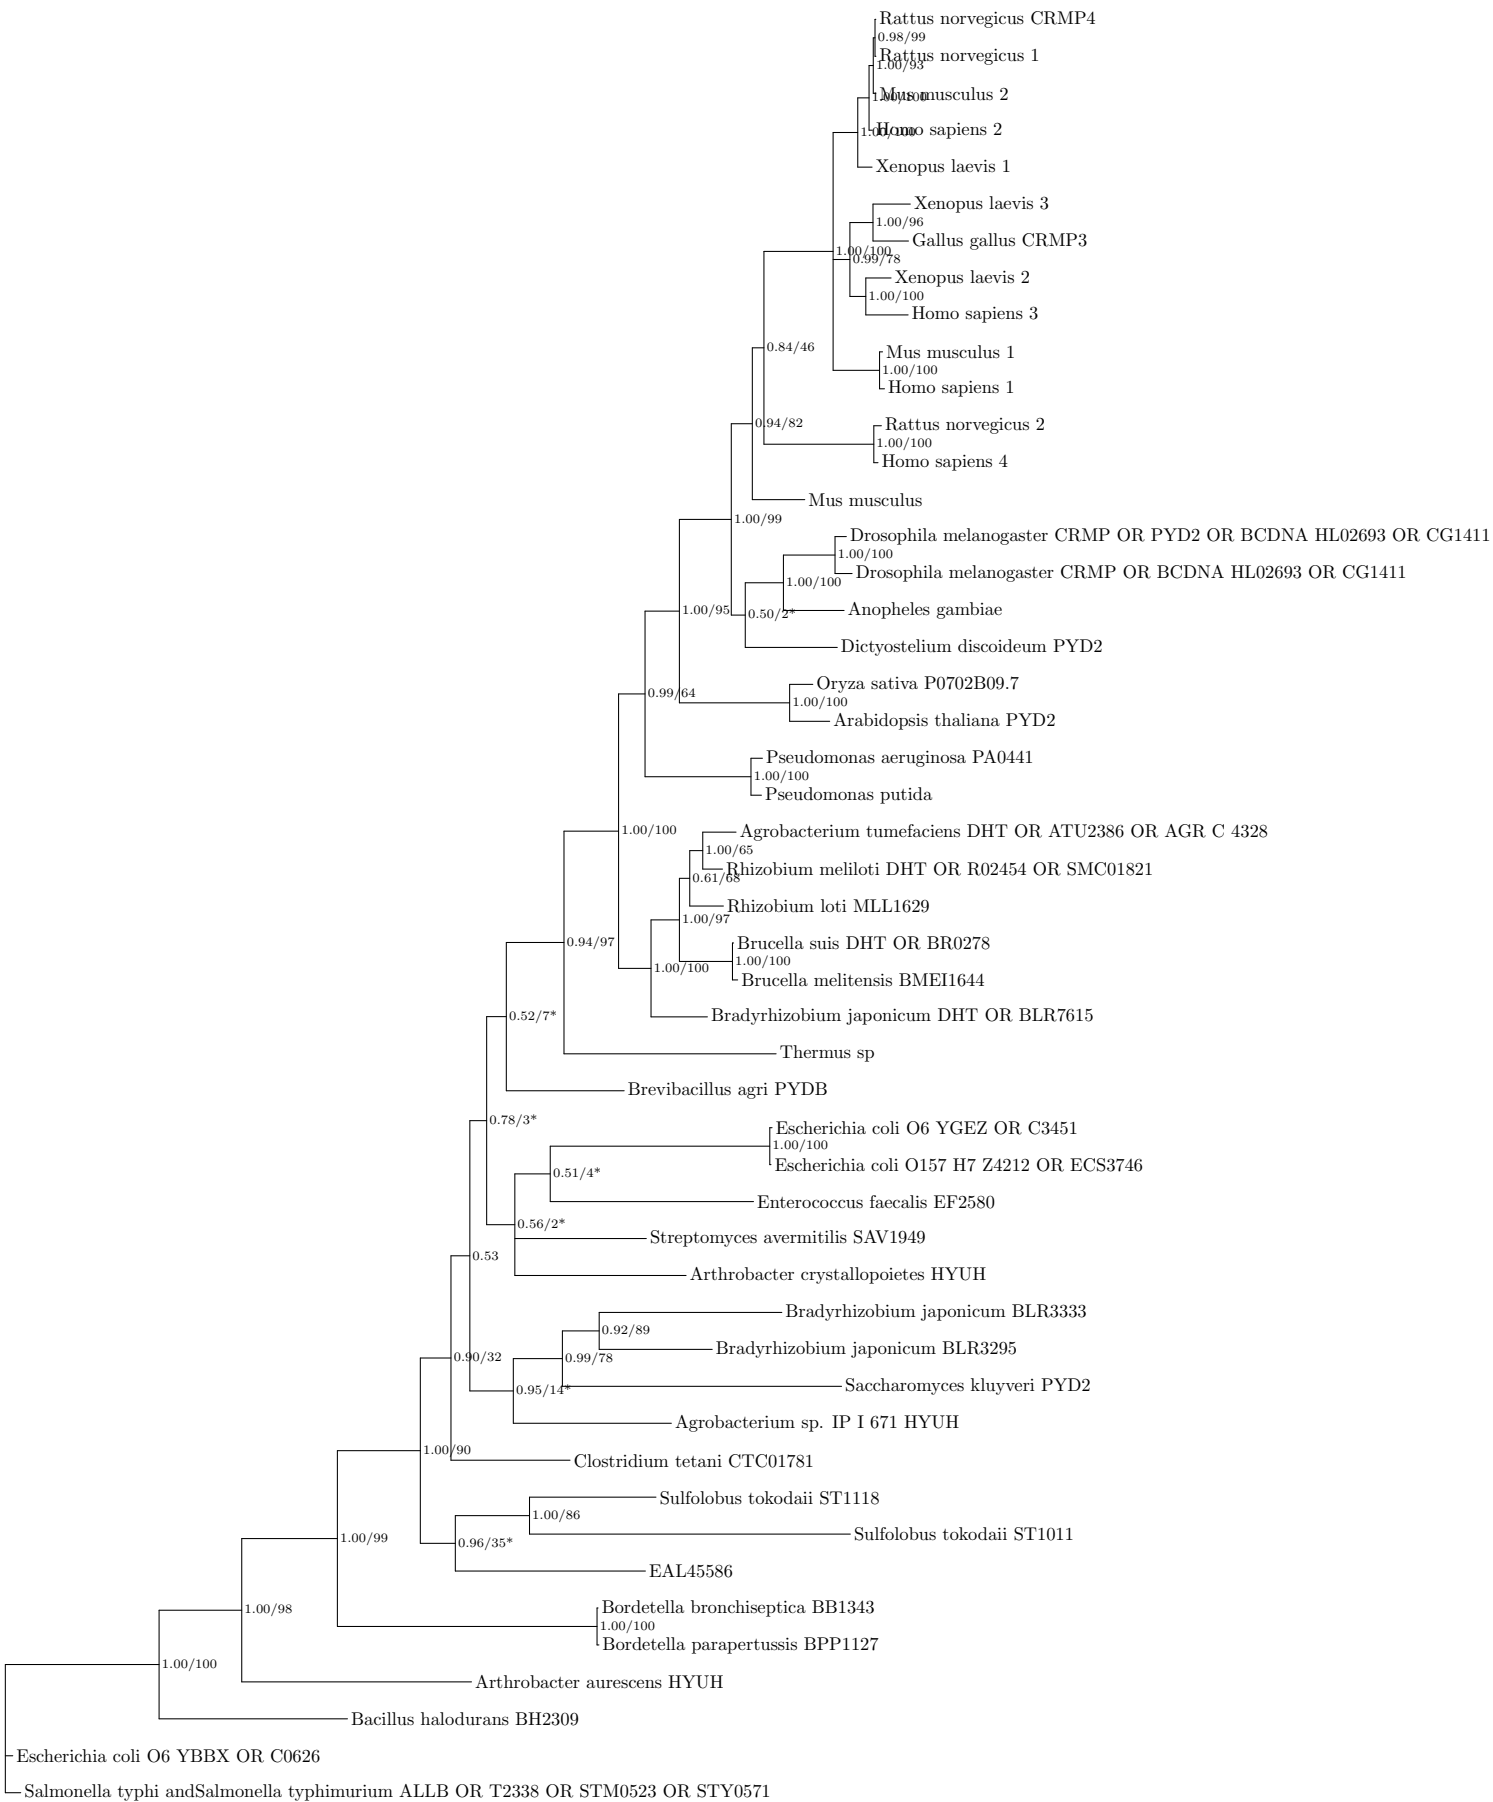 Rattus norvegicus CRMP4
0.98/99
Rattus norvegicus 1
1.00/93
Mus musculus 2
1.00/100
Homo sapiens 2
1.00/100
Xenopus laevis 1
Xenopus laevis 3
1.00/96
Gallus gallus CRMP3
1.00/100
0.99/78
Xenopus laevis 2
1.00/100
Homo sapiens 3
0.84/46
Mus musculus 1
1.00/100
Homo sapiens 1
0.94/82
Rattus norvegicus 2
1.00/100
Homo sapiens 4
Mus musculus
1.00/99
Drosophila melanogaster CRMP OR PYD2 OR BCDNA HL02693 OR CG1411
1.00/100
Drosophila melanogaster CRMP OR BCDNA HL02693 OR CG1411
1.00/100
Anopheles gambiae
1.00/95
0.50/2*
Dictyostelium discoideum PYD2
Oryza sativa P0702B09.7
0.99/64
1.00/100
Arabidopsis thaliana PYD2
Pseudomonas aeruginosa PA0441
1.00/100
Pseudomonas putida
1.00/100
Agrobacterium tumefaciens DHT OR ATU2386 OR AGR C 4328
1.00/65
Rhizobium meliloti DHT OR R02454 OR SMC01821
0.61/68
Rhizobium loti MLL1629
1.00/97
Brucella suis DHT OR BR0278
0.94/97
1.00/100
1.00/100
Brucella melitensis BMEI1644
Bradyrhizobium japonicum DHT OR BLR7615
0.52/7*
Thermus sp
Brevibacillus agri PYDB
0.78/3*
Escherichia coli O6 YGEZ OR C3451
1.00/100
Escherichia coli O157 H7 Z4212 OR ECS3746
0.51/4*
Enterococcus faecalis EF2580
0.56/2*
Streptomyces avermitilis SAV1949
0.53
Arthrobacter crystallopoietes HYUH
Bradyrhizobium japonicum BLR3333
0.92/89
Bradyrhizobium japonicum BLR3295
0.90/32
0.99/78
Saccharomyces kluyveri PYD2
0.95/14*
Agrobacterium sp. IP I 671 HYUH
1.00/90
Clostridium tetani CTC01781
Sulfolobus tokodaii ST1118
1.00/86
Sulfolobus tokodaii ST1011
1.00/99
0.96/35*
EAL45586
Bordetella bronchiseptica BB1343
1.00/98
1.00/100
Bordetella parapertussis BPP1127
1.00/100
Arthrobacter aurescens HYUH
Bacillus halodurans BH2309
Escherichia coli O6 YBBX OR C0626
Salmonella typhi andSalmonella typhimurium ALLB OR T2338 OR STM0523 OR STY0571